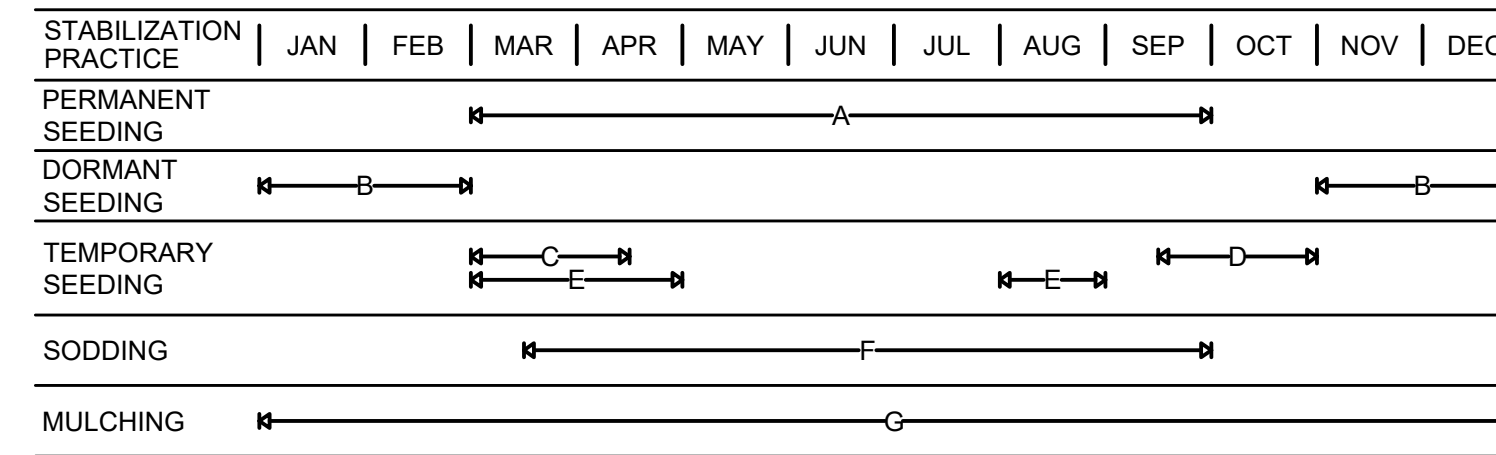 STABILIZATION
PRACTICE
JAN FEB MAR APR MAY JUN JUL AUG SEP OCT NOV DEC
PERMANENT
SEEDING
A
DORMANT
SEEDING
B B
TEMPORARY
SEEDING
C D
E E
SODDING
F
MULCHING
G